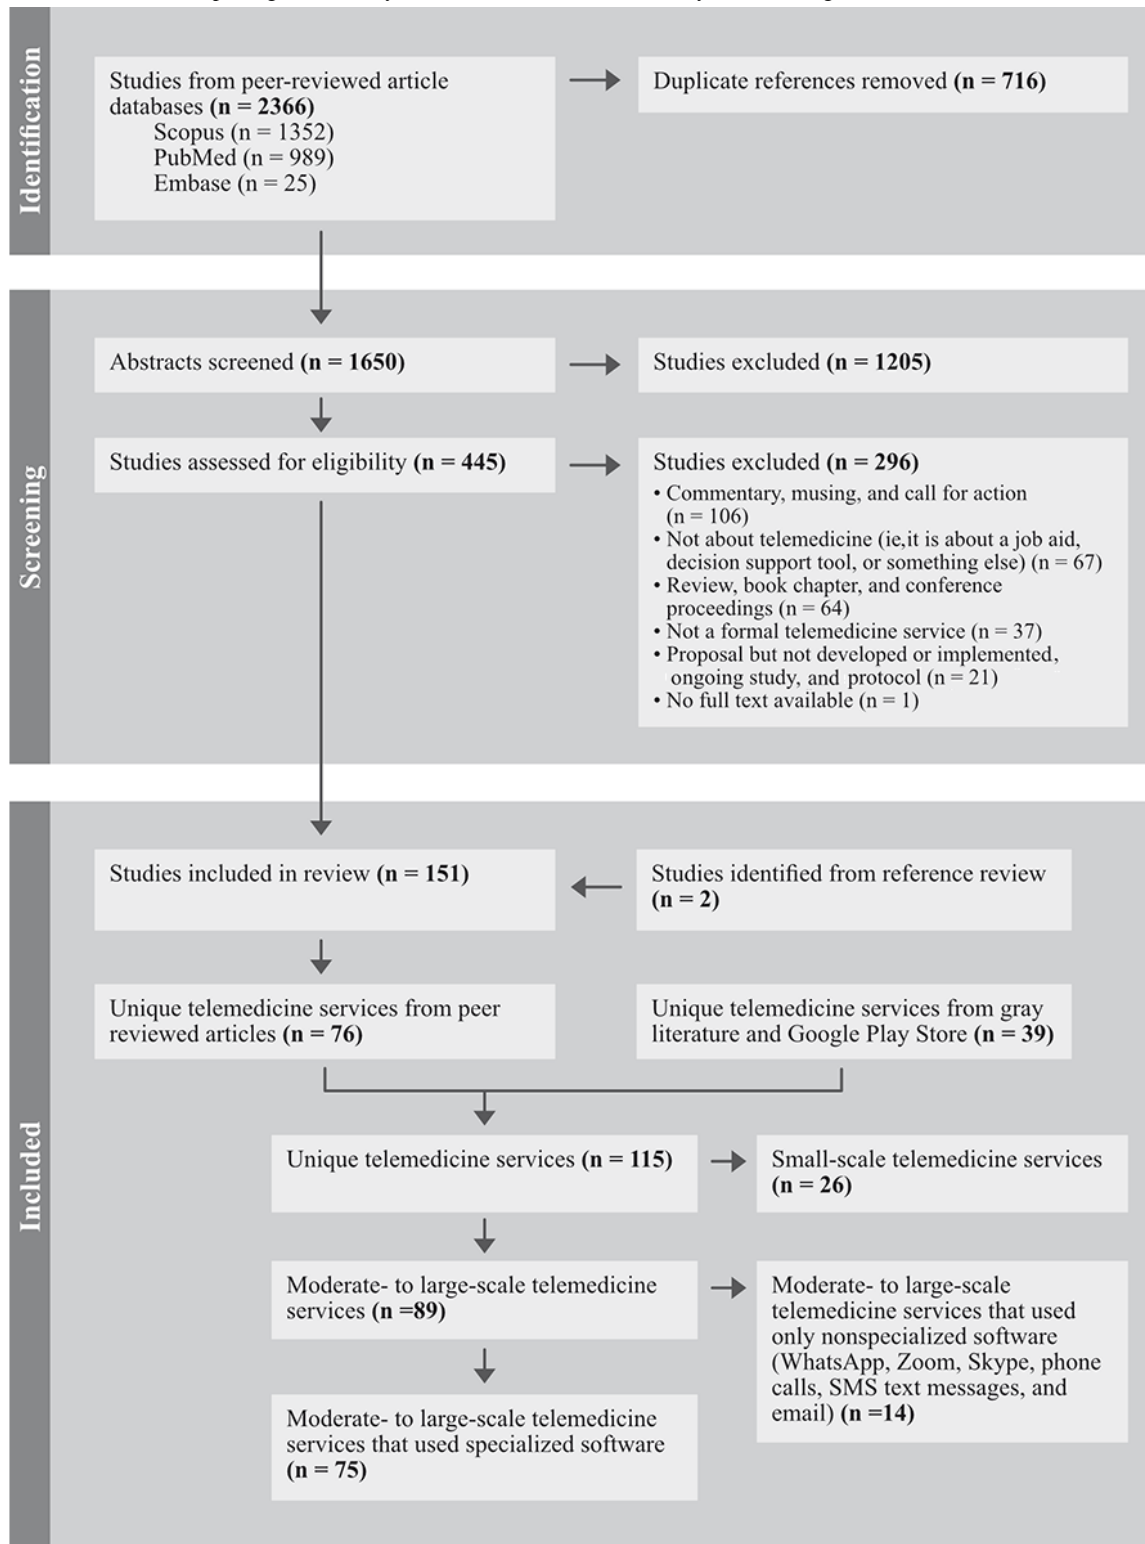 Identification
Studies from peer-reviewed article
databases (n = 2366)
Scopus (n = 1352)
PubMed (n = 989)
Embase (n = 25)
Duplicate references removed (n = 716)
Screening
Abstracts screened (n = 1650)
Studies excluded (n = 1205)
Studies assessed for eligibility (n = 445)
Studies excluded (n = 296)
• Commentary, musing, and call for action
(n = 106)
• Not about telemedicine (ie,it is about a job aid,
decision support tool, or something else) (n = 67)
• Review, book chapter, and conference
proceedings (n = 64)
• Not a formal telemedicine service (n = 37)
• Proposal but not developed or implemented,
ongoing study, and protocol (n = 21)
• No full text available (n = 1)
Included
Studies included in review (n = 151)
Studies identified from reference review
(n = 2)
Unique telemedicine services from peer
reviewed articles (n = 76)
Unique telemedicine services from gray
literature and Google Play Store (n = 39)
Unique telemedicine services (n = 115)
Small-scale telemedicine services
(n = 26)
Moderate- to large-scale telemedicine
services (n =89)
Moderate- to large-scale
telemedicine services that used
only nonspecialized software
(WhatsApp, Zoom, Skype, phone
calls, SMS text messages, and
email) (n =14)
Moderate- to large-scale telemedicine
services that used specialized software
(n = 75)